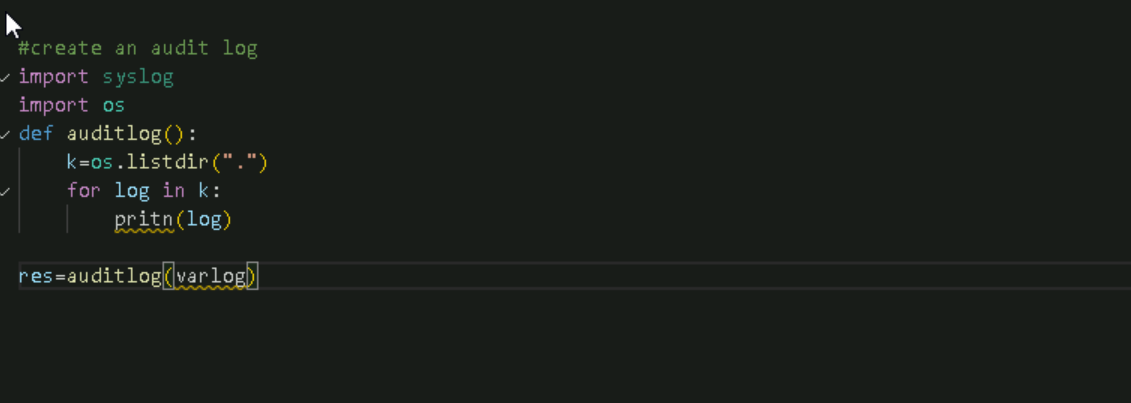 #create an audit log
import syslog
import os
def auditlog():
    k=os.listdir(".")
    for log in k:
        pritn(log)
res=auditlog(varlog)